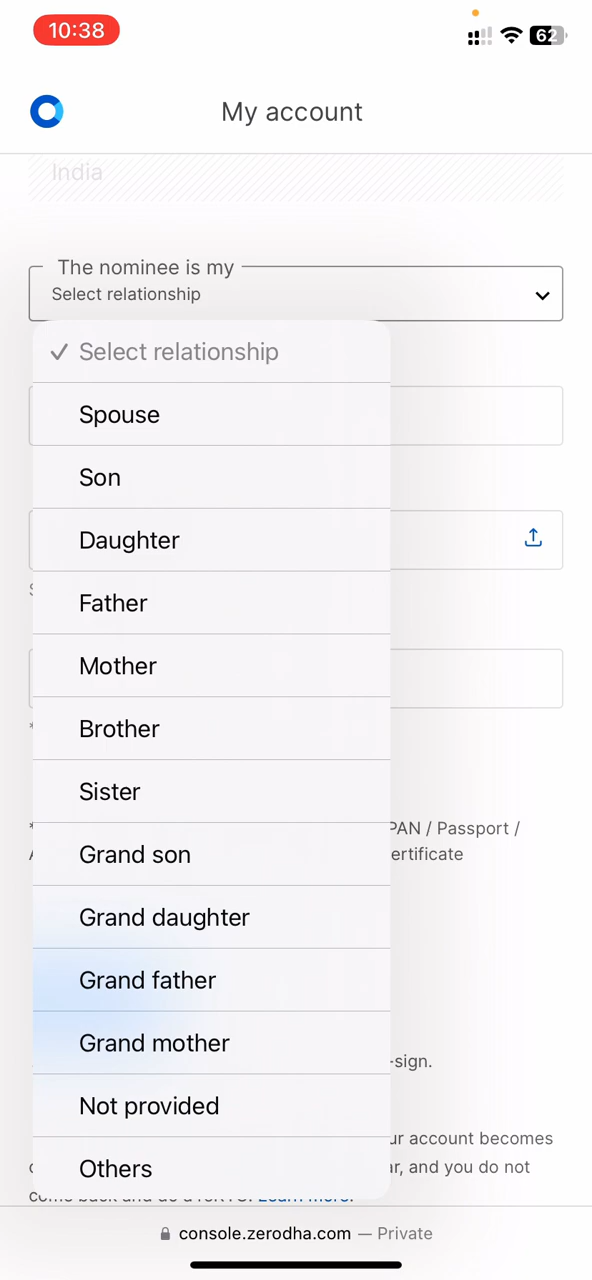 10:38
62
My account
India
The nominee is my
Select relationship
✓ Select relationship
Spouse
Son
Daughter
Father
Mother
Brother
Sister
Grand son
PAN / Passport /
ertificate
Grand daughter
Grand father
Grand mother
-sign.
Not provided
ur account becomes
Others
ar, and you do not
Learn more.
console.zerodha.com — Private